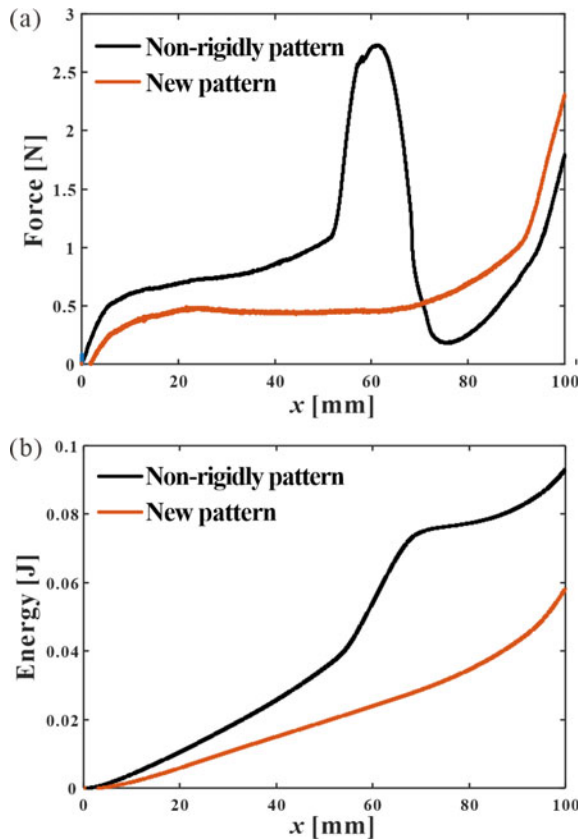 (a)
3
2.5
2
1.5
1
0.5
0
Force [N]
Non-rigidly pattern
New pattern
0 20 40 60 80 100
x [mm]
(b)
0.1
0.08
0.06
0.04
0.02
0
Energy [J]
Non-rigidly pattern
New pattern
0 20 40 60 80 100
x [mm]